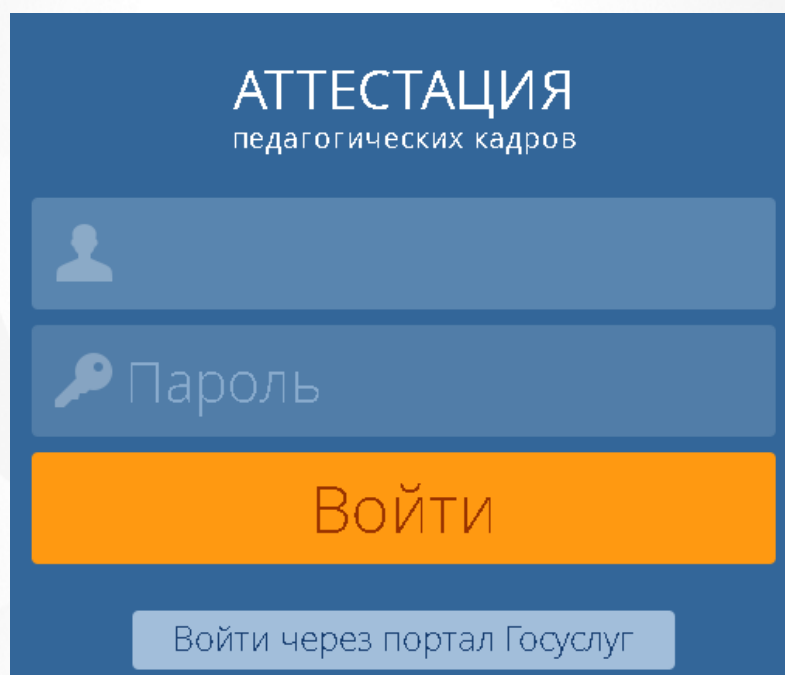 АТТЕСТАЦИЯ
педагогических кадров
Пароль
Войти
Войти через портал Госуслуг